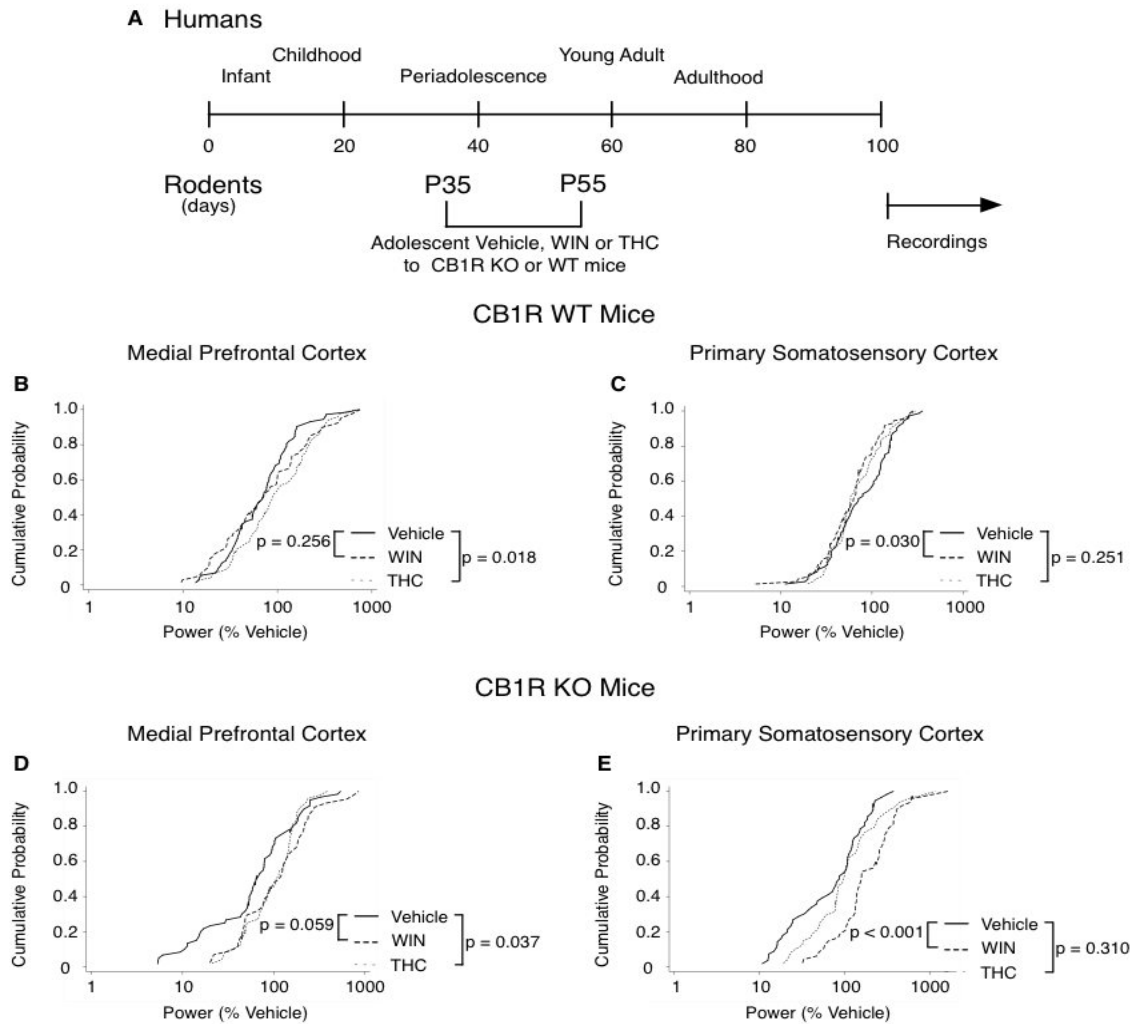 A Humans
Childhood Young Adult
Infant Periadolescence Adulthood
0 20 40 60 80 100
Rodents P35 P55
(days)
Adolescent Vehicle, WIN or THC Recordings
to CB1R KO or WT mice
CB1R WT Mice
Medial Prefrontal Cortex
B
Cumulative Probability
1.0
0.8
0.6
0.4
0.2
0
p = 0.256
Vehicle
WIN
THC
p = 0.018
1 10 100 1000
Power (% Vehicle)
Primary Somatosensory Cortex
C
Cumulative Probability
1.0
0.8
0.6
0.4
0.2
0
p = 0.030
Vehicle
WIN
THC
p = 0.251
1 10 100 1000
Power (% Vehicle)
CB1R KO Mice
Medial Prefrontal Cortex
D
Cumulative Probability
1.0
0.8
0.6
0.4
0.2
0
p = 0.059
Vehicle
WIN
THC
p = 0.037
1 10 100 1000
Power (% Vehicle)
Primary Somatosensory Cortex
E
Cumulative Probability
1.0
0.8
0.6
0.4
0.2
0
p < 0.001
Vehicle
WIN
THC
p = 0.310
1 10 100 1000
Power (% Vehicle)